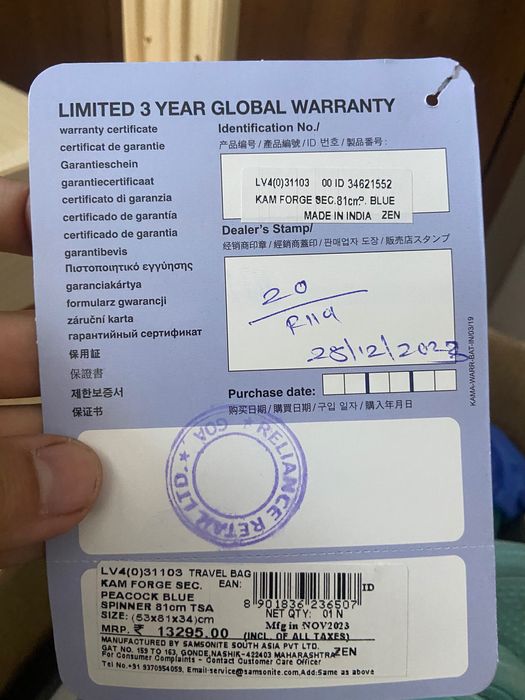 LIMITED 3 YEAR GLOBAL WARRANTY
warranty certificate
certificat de garantie
Garantieschein
garantiecertificaat
certificato di garanzia
certificado de garantía
certificado de garantia
garantibevis
Πιστοποιητικό εγγύησης
garanciakártya
formularz gwarancji
záruční karta
гарантийный сертификат
保用証
保證書
제한보증서
保证书
Identification No./
产品编号/產品編號/ID 번호/製品番号:
LV4(0)31103 00 ID 34621552
KAM FORGE SEC.81cm BLUE
MADE IN INDIA ZEN
Dealer's Stamp/
经销商印章/經銷商蓋印/판매업자 도장/販売店スタンプ
20
R119
28/12/2023
Purchase date:
购买日期/購買日期/구입 일자/購入年月日
KAMA-WARR-BAT-IN/03/19
★ RELIANCE RETAIL LTD. ★ GOA
LV4(0)31103 TRAVEL BAG
KAM FORGE SEC. EAN:
PEACOCK BLUE
SPINNER 81cm TSA
SIZE: (53x81x34)cm
MRP. ₹ 13295.00 (INCL. OF ALL TAXES)
ID
8 901836 236507
NET QTY: 01 N
Mfg in NOV2023
MANUFACTURED BY SAMSONITE SOUTH ASIA PVT LTD.
GAT NO. 159 TO 163, GONDE,NASHIK-422403 MAHARASHTRA ZEN
For Consumer Complaints - Contact Customer Care Officer
Tel No.+91 9370954059, Email-service@samsonite.com,Add:Same as above